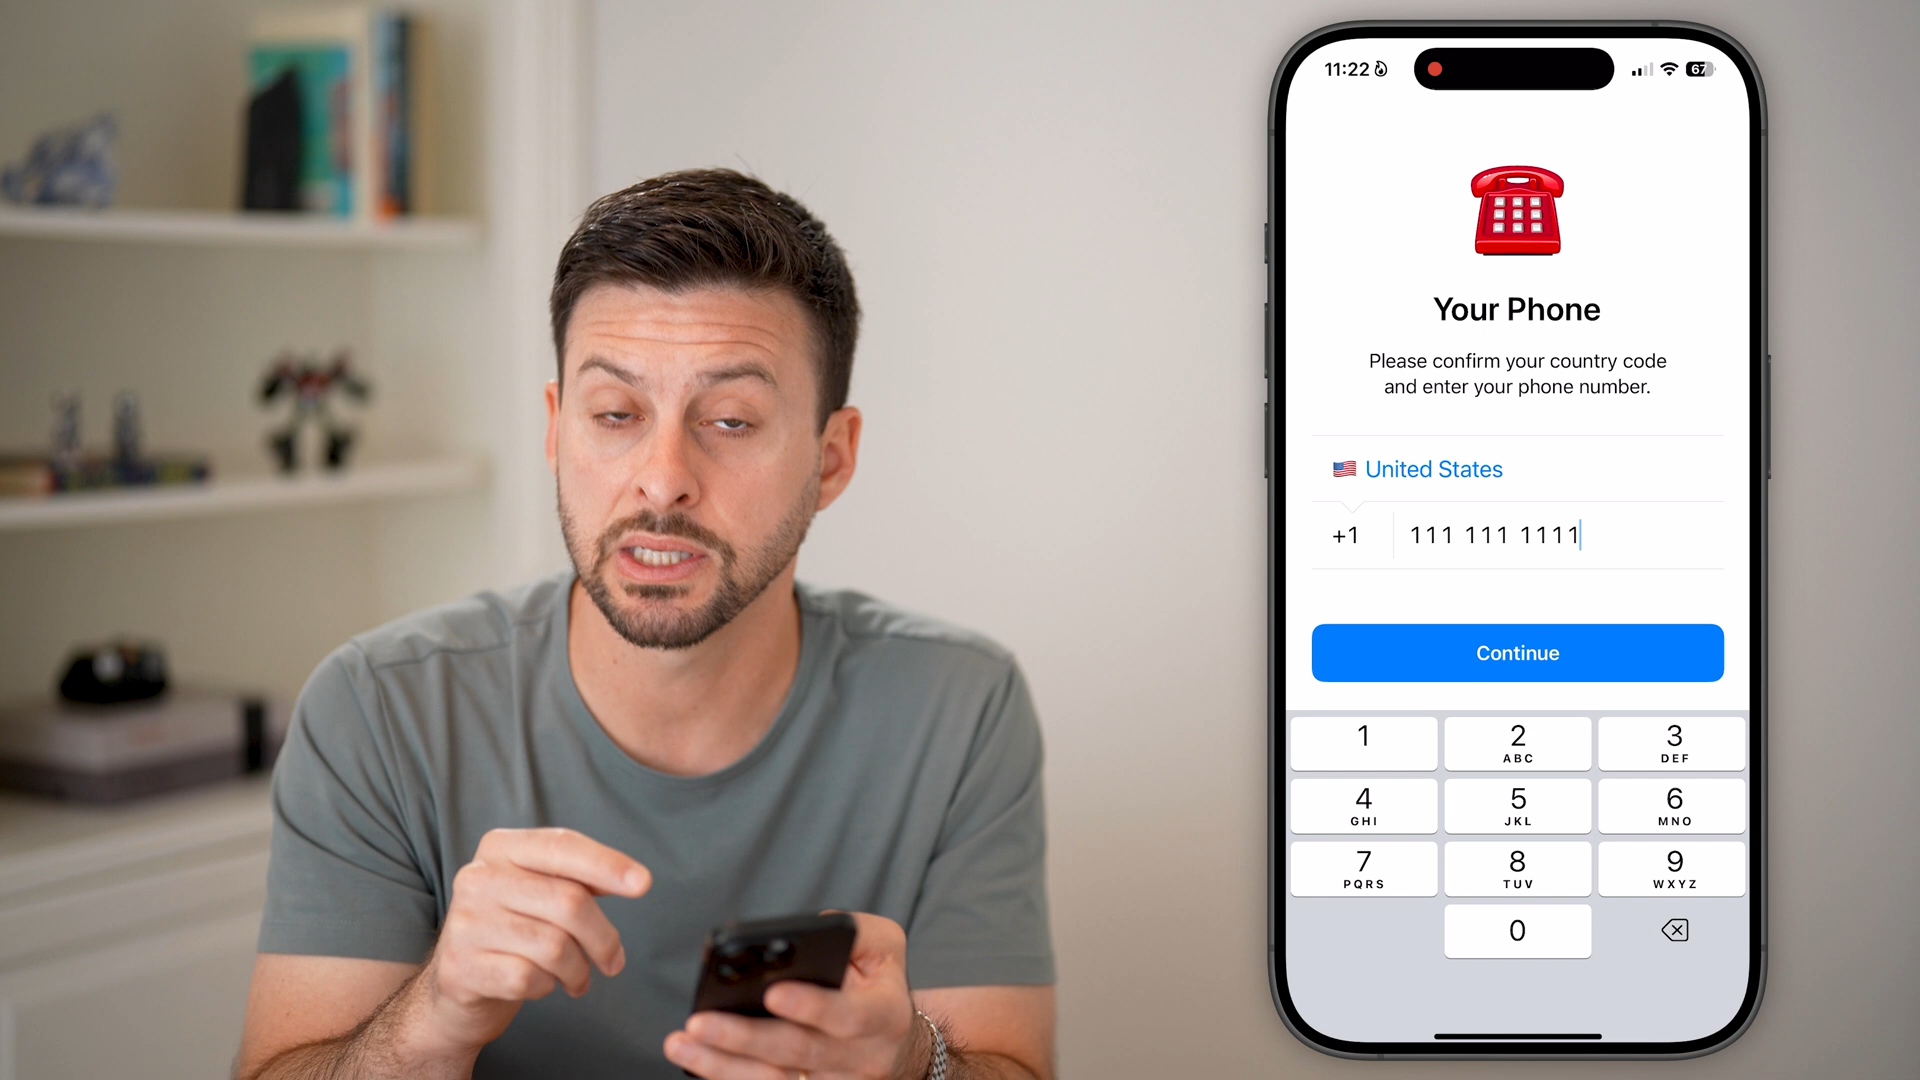 11:22
67
Your Phone
Please confirm your country code
and enter your phone number.
United States
+1 111 111 1111
Continue
1 2 3
ABC DEF
4 5 6
GHI JKL MNO
7 8 9
PQRS TUV WXYZ
0